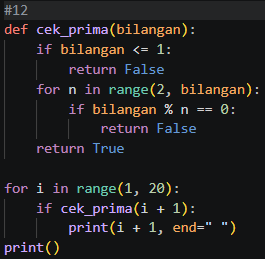 #12
def cek_prima(bilangan):
    if bilangan <= 1:
        return False
    for n in range(2, bilangan):
        if bilangan % n == 0:
            return False
    return True

for i in range(1, 20):
    if cek_prima(i + 1):
        print(i + 1, end=" ")
print()